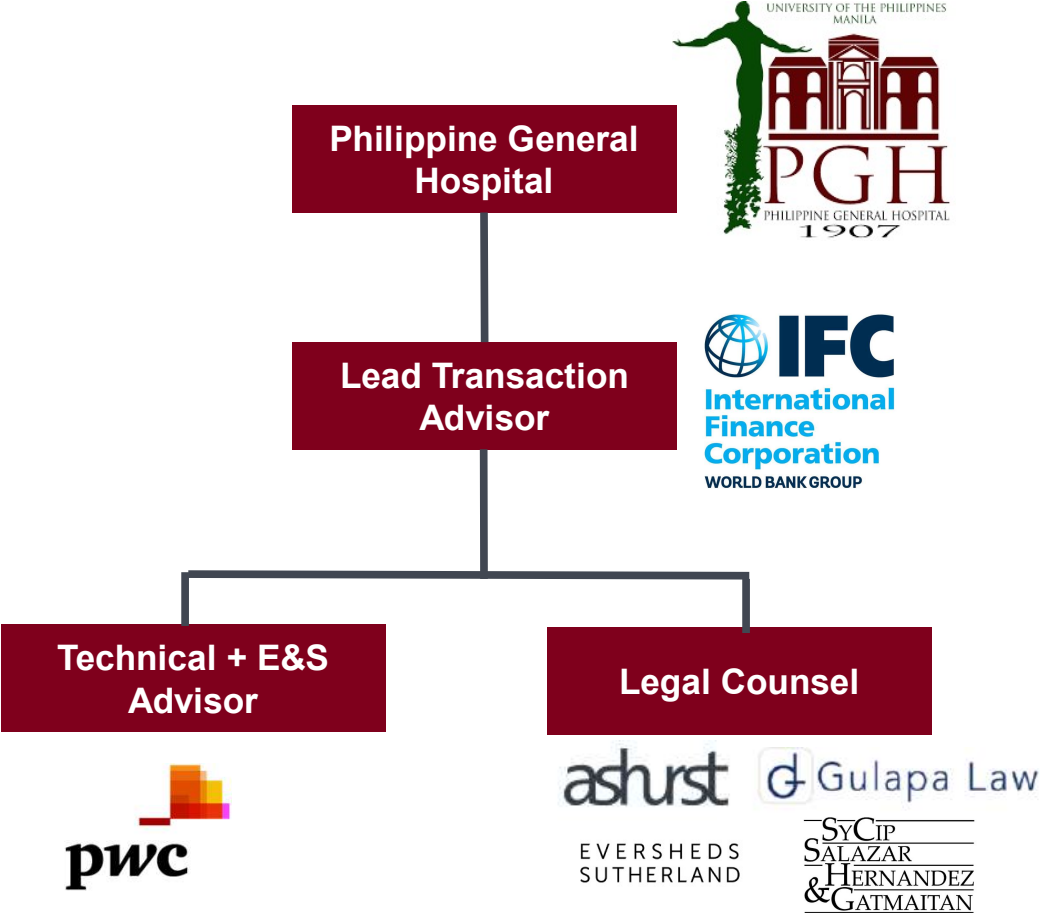 UNIVERSITY OF THE PHILIPPINES
MANILA
PGH
PHILIPPINE GENERAL HOSPITAL
1907
Philippine General
Hospital
Lead Transaction
Advisor
IFC
International
Finance
Corporation
WORLD BANK GROUP
Technical + E&S
Advisor
Legal Counsel
pwc
ashurst
Gulapa Law
EVERSHEDS
SUTHERLAND
SYCIP
SALAZAR
HERNANDEZ
&GATMAITAN